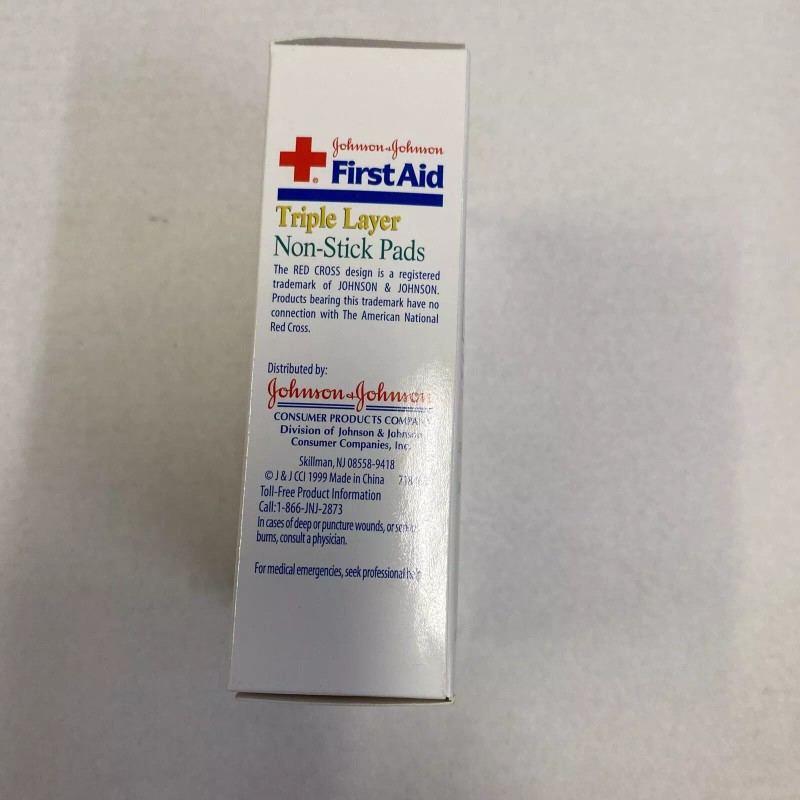 Johnson & Johnson
®
First Aid
Triple Layer
Non-Stick Pads
The RED CROSS design is a registered
trademark of JOHNSON & JOHNSON.
Products bearing this trademark have no
connection with The American National
Red Cross.
Distributed by:
Johnson & Johnson
CONSUMER PRODUCTS COMPANY
Division of Johnson & Johnson
Consumer Companies, Inc.
Skillman, NJ 08558-9418
© J & J CCI 1999 Made in China
Toll-Free Product Information
Call:1-866-JNJ-2873
In cases of deep or puncture wounds, or serious
burns, consult a physician.
For medical emergencies, seek professional help